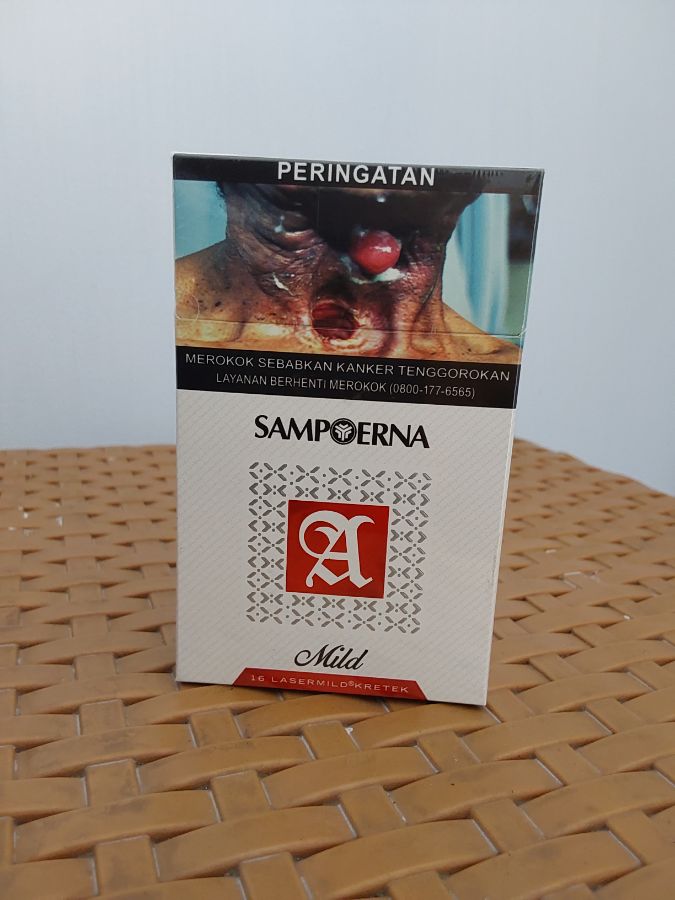 PERINGATAN
MEROKOK SEBABKAN KANKER TENGGOROKAN
LAYANAN BERHENTI MEROKOK (0800-177-6565)
SAMPOERNA
A
Mild
16 LASERMILD® KRETEK